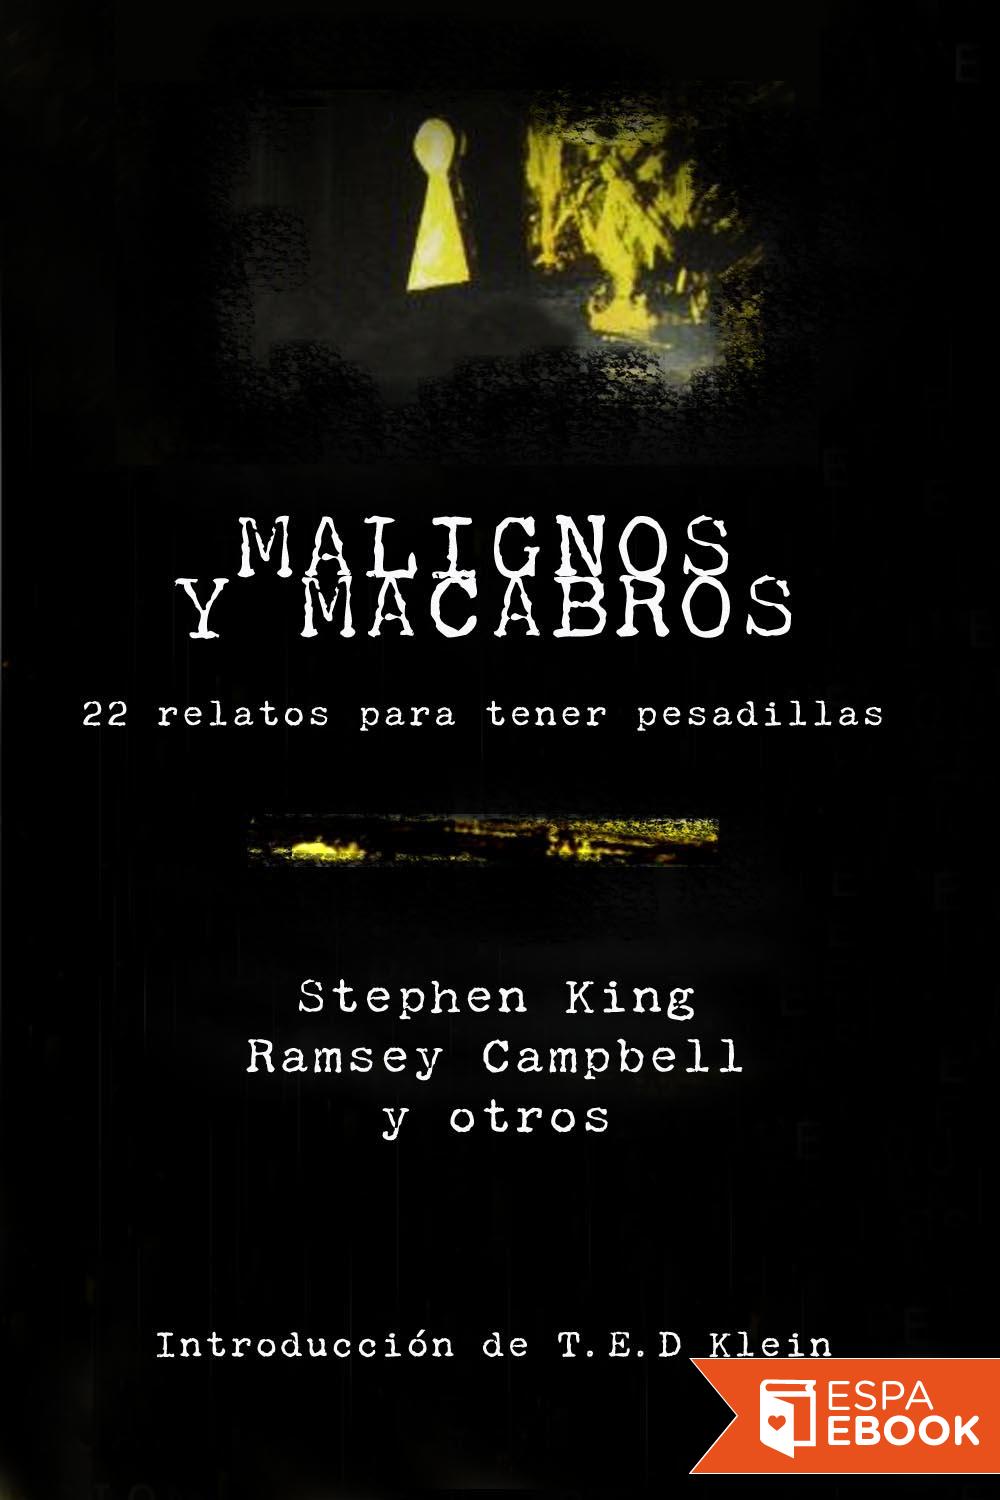 MALIGNOS
Y MACABROS
22 relatos para tener pesadillas
Stephen King
Ramsey Campbell
y otros
Introducción de T.E.D Klein
ESPA
EBOOK